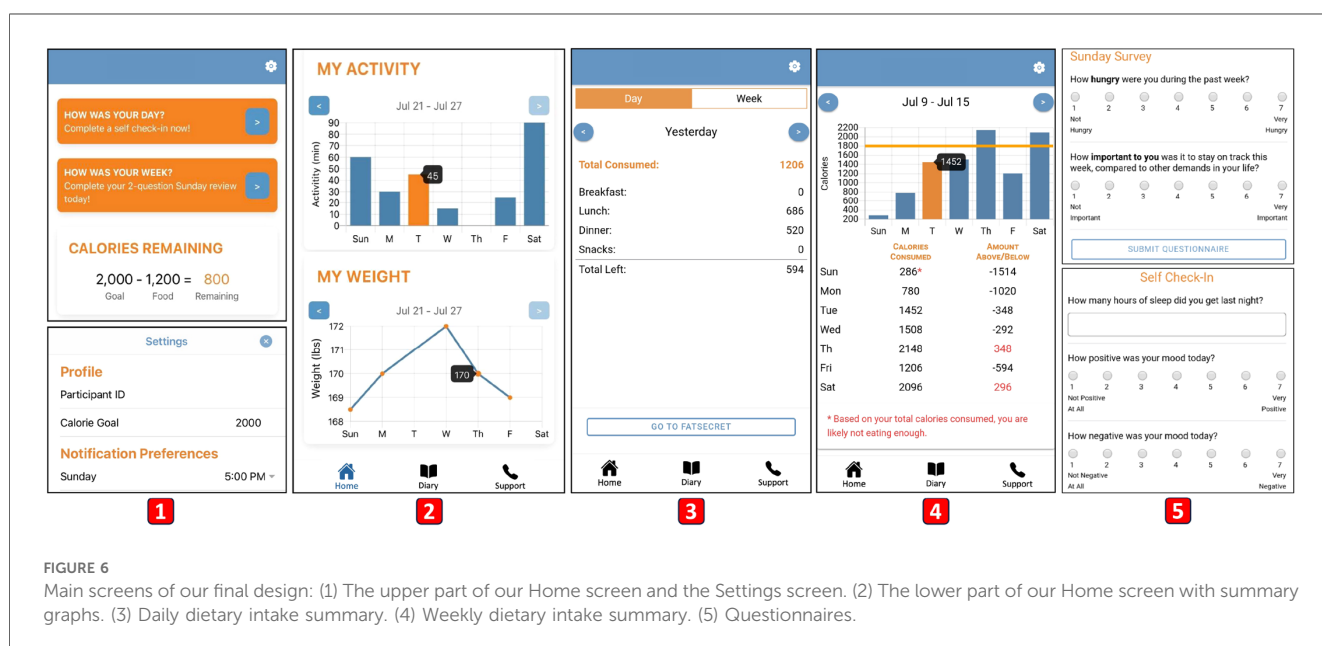 HOW WAS YOUR DAY?
Complete a self check-in now!
>
HOW WAS YOUR WEEK?
Complete your 2-question Sunday review
today!
>
CALORIES REMAINING
2,000 - 1,200 = 800
Goal Food Remaining
Settings
Profile
Participant ID
Calorie Goal 2000
Notification Preferences
Sunday 5:00 PM
1
MY ACTIVITY
< Jul 21 - Jul 27 >
Activitity (min)
90
80
70
60
50
40
30
20
10
0
45
Sun M T W Th F Sat
MY WEIGHT
< Jul 21 - Jul 27 >
Weight (lbs)
172
171
170
169
168
170
Sun M T W Th F Sat
Home Diary Support
2
Day Week
< Yesterday >
Total Consumed: 1206
Breakfast: 0
Lunch: 686
Dinner: 520
Snacks: 0
Total Left: 594
GO TO FATSECRET
Home Diary Support
3
< Jul 9 - Jul 15 >
Calories
2200
2000
1800
1600
1400
1200
1000
800
600
400
200
1452
Sun M T W Th F Sat
CALORIES AMOUNT
CONSUMED ABOVE/BELOW
Sun 286* -1514
Mon 780 -1020
Tue 1452 -348
Wed 1508 -292
Th 2148 348
Fri 1206 -594
Sat 2096 296
* Based on your total calories consumed, you are
likely not eating enough.
Home Diary Support
4
Sunday Survey
How hungry were you during the past week?
1 2 3 4 5 6 7
Not Very
Hungry Hungry
How important to you was it to stay on track this
week, compared to other demands in your life?
1 2 3 4 5 6 7
Not Very
Important Important
SUBMIT QUESTIONNAIRE
Self Check-In
How many hours of sleep did you get last night?
How positive was your mood today?
1 2 3 4 5 6 7
Not Positive Very
At All Positive
How negative was your mood today?
1 2 3 4 5 6 7
Not Negative Very
At All Negative
5
FIGURE 6
Main screens of our final design: (1) The upper part of our Home screen and the Settings screen. (2) The lower part of our Home screen with summary
graphs. (3) Daily dietary intake summary. (4) Weekly dietary intake summary. (5) Questionnaires.